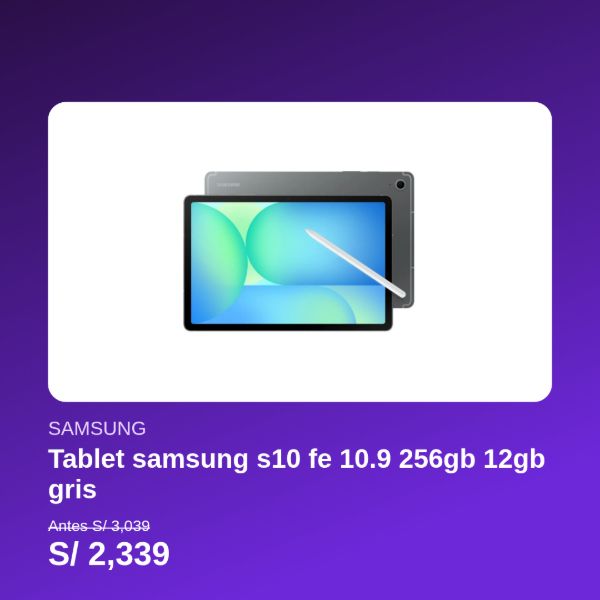 SAMSUNG
Tablet samsung s10 fe 10.9 256gb 12gb
gris
Antes S/ 3,039
S/ 2,339